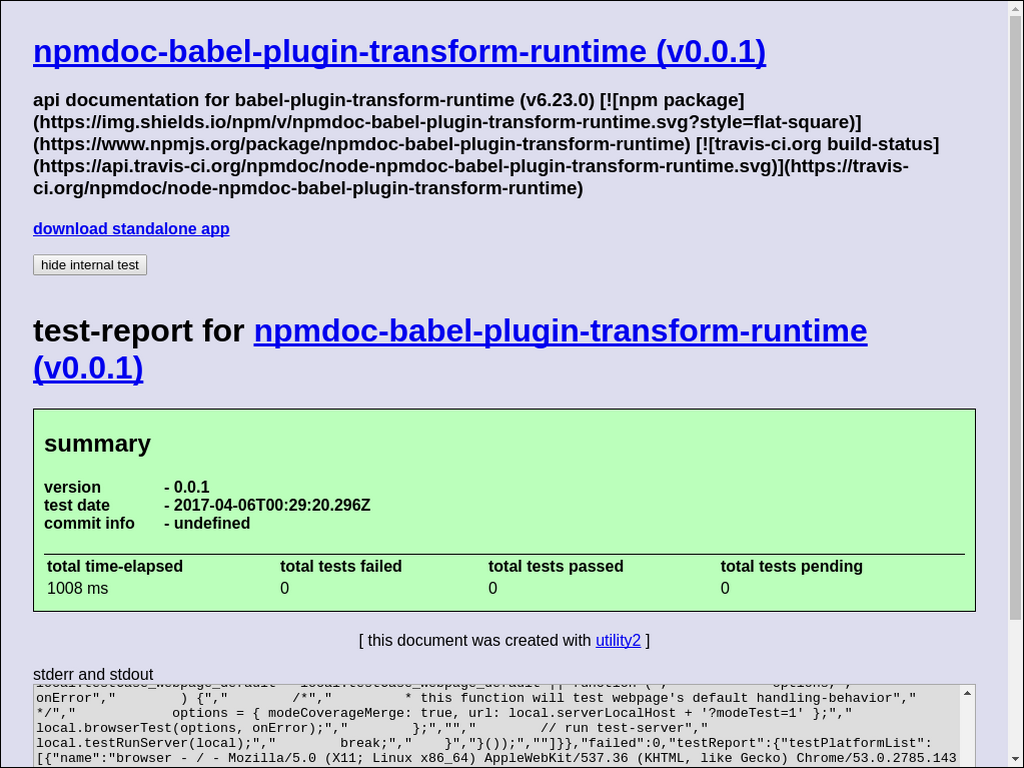 npmdoc-babel-plugin-transform-runtime (v0.0.1)
api documentation for babel-plugin-transform-runtime (v6.23.0) [![npm package]
(https://img.shields.io/npm/v/npmdoc-babel-plugin-transform-runtime.svg?style=flat-square)]
(https://www.npmjs.org/package/npmdoc-babel-plugin-transform-runtime) [![travis-ci.org build-status]
(https://api.travis-ci.org/npmdoc/node-npmdoc-babel-plugin-transform-runtime.svg)](https://travis-
ci.org/npmdoc/node-npmdoc-babel-plugin-transform-runtime)
download standalone app
hide internal test
test-report for npmdoc-babel-plugin-transform-runtime
(v0.0.1)
summary
version - 0.0.1
test date - 2017-04-06T00:29:20.296Z
commit info - undefined
total time-elapsed total tests failed total tests passed total tests pending
1008 ms 0 0 0
[ this document was created with utility2 ]
stderr and stdout
onError","        ) {","        /*","         * this function will test webpage's default handling-behavior","
*/","            options = { modeCoverageMerge: true, url: local.serverLocalHost + '?modeTest=1' };","
local.browserTest(options, onError);","        };","","        // run test-server","
local.testRunServer(local);","        break;","    }","}());",""]}},"failed":0,"testReport":{"testPlatformList":
[{"name":"browser - / - Mozilla/5.0 (X11; Linux x86_64) AppleWebKit/537.36 (KHTML, like Gecko) Chrome/53.0.2785.143